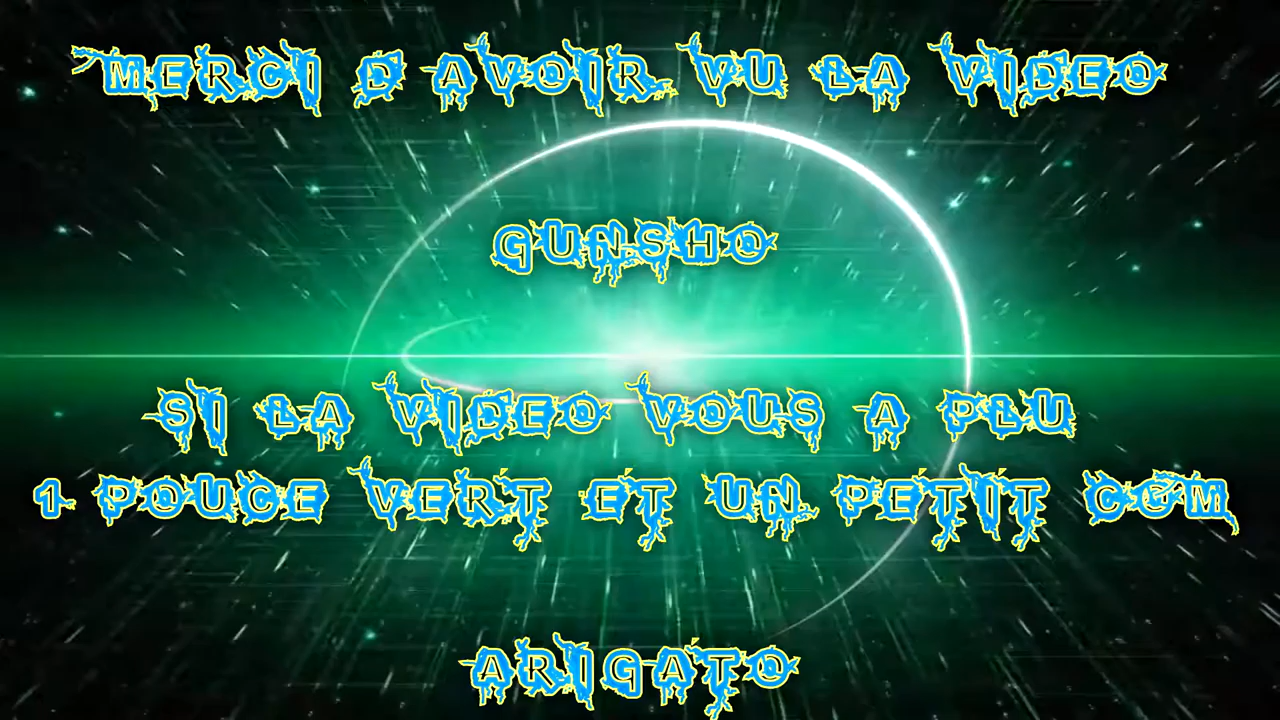 MERCI D AVOIR VU LA VIDEO
GUNSHO
SI LA VIDEO VOUS A PLU
1 POUCE VERT ET UN PETIT COM
ARIGATO